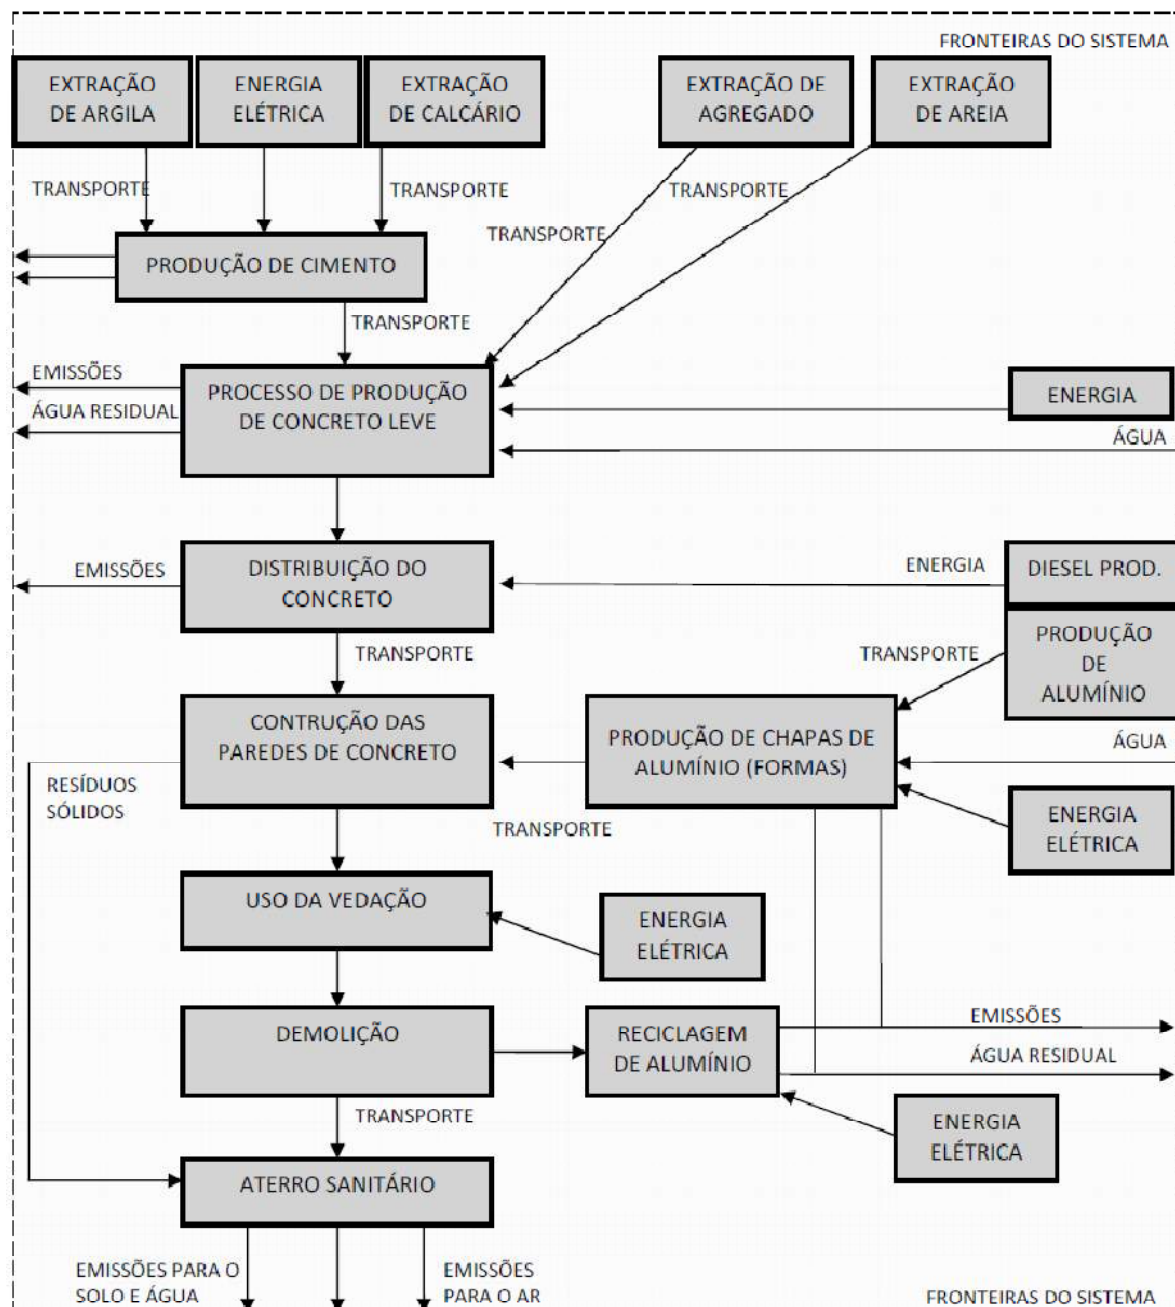 FRONTEIRAS DO SISTEMA
EXTRAÇÃO
DE ARGILA
ENERGIA
ELÉTRICA
EXTRAÇÃO
DE CALCÁRIO
EXTRAÇÃO DE
AGREGADO
EXTRAÇÃO
DE AREIA
TRANSPORTE
TRANSPORTE
TRANSPORTE
TRANSPORTE
PRODUÇÃO DE CIMENTO
TRANSPORTE
EMISSÕES
ÁGUA RESIDUAL
PROCESSO DE PRODUÇÃO
DE CONCRETO LEVE
ENERGIA
ÁGUA
EMISSÕES
DISTRIBUIÇÃO DO
CONCRETO
ENERGIA
DIESEL PROD.
TRANSPORTE
TRANSPORTE
PRODUÇÃO
DE
ALUMÍNIO
CONTRUÇÃO DAS
PAREDES DE CONCRETO
PRODUÇÃO DE CHAPAS DE
ALUMÍNIO (FORMAS)
ÁGUA
RESÍDUOS
SÓLIDOS
TRANSPORTE
ENERGIA
ELÉTRICA
USO DA VEDAÇÃO
ENERGIA
ELÉTRICA
DEMOLIÇÃO
RECICLAGEM
DE ALUMÍNIO
EMISSÕES
ÁGUA RESIDUAL
TRANSPORTE
ENERGIA
ELÉTRICA
ATERRO SANITÁRIO
EMISSÕES PARA O
SOLO E ÁGUA
EMISSÕES
PARA O AR
FRONTEIRAS DO SISTEMA